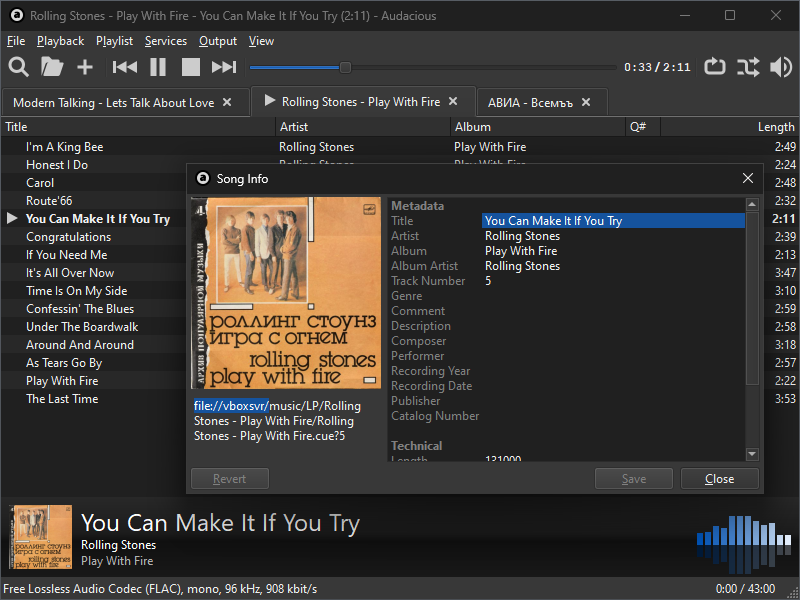 Rolling Stones - Play With Fire - You Can Make It If You Try (2:11) - Audacious
File Playback Playlist Services Output View
0:33 / 2:11
Modern Talking - Lets Talk About Love
Rolling Stones - Play With Fire
АВИА - Всемъъ
Title Artist Album Q# Length
I'm A King Bee Rolling Stones Play With Fire 2:49
Honest I Do Rolling Stones Play With Fire 2:24
Carol 2:48
Route'66 2:32
You Can Make It If You Try 2:11
Congratulations 2:39
If You Need Me 2:13
It's All Over Now 3:47
Time Is On My Side 3:10
Confessin' The Blues 2:59
Under The Boardwalk 2:58
Around And Around 3:18
As Tears Go By 2:57
Play With Fire 2:22
The Last Time 3:53
Song Info
АРХИВ ПОПУЛЯРНОЙ МУЗЫКИ
4
роллинг стоунз
игра с огнем
rolling stones
play with fire
file://vboxsvr/music/LP/Rolling
Stones - Play With Fire/Rolling
Stones - Play With Fire.cue?5
Metadata
Title You Can Make It If You Try
Artist Rolling Stones
Album Play With Fire
Album Artist Rolling Stones
Track Number 5
Genre
Comment
Description
Composer
Performer
Recording Year
Recording Date
Publisher
Catalog Number
Technical
Length 131000
Revert
Save
Close
роллинг стоунз
игра с огнем
rolling stones
play with fire
You Can Make It If You Try
Rolling Stones
Play With Fire
Free Lossless Audio Codec (FLAC), mono, 96 kHz, 908 kbit/s
0:00 / 43:00